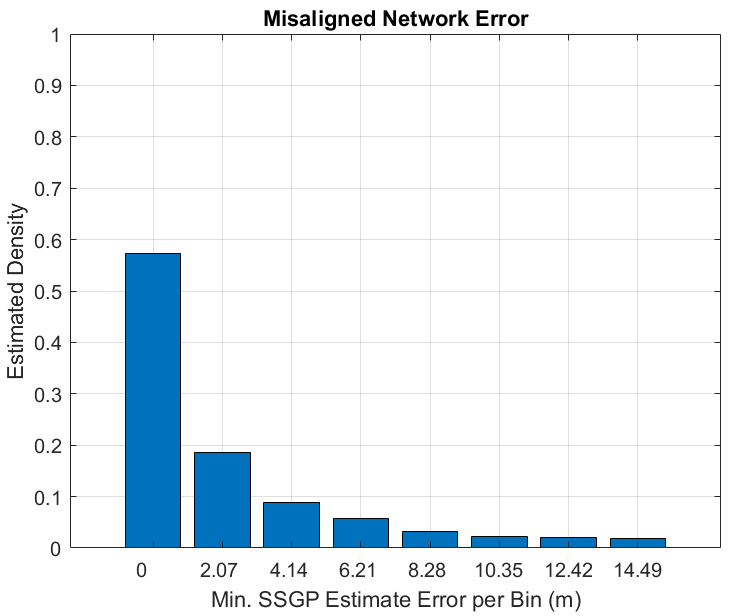 Misaligned Network Error
1
0.9
0.8
0.7
0.6
0.5
0.4
0.3
0.2
0.1
0
Estimated Density
0 2.07 4.14 6.21 8.28 10.35 12.42 14.49
Min. SSGP Estimate Error per Bin (m)